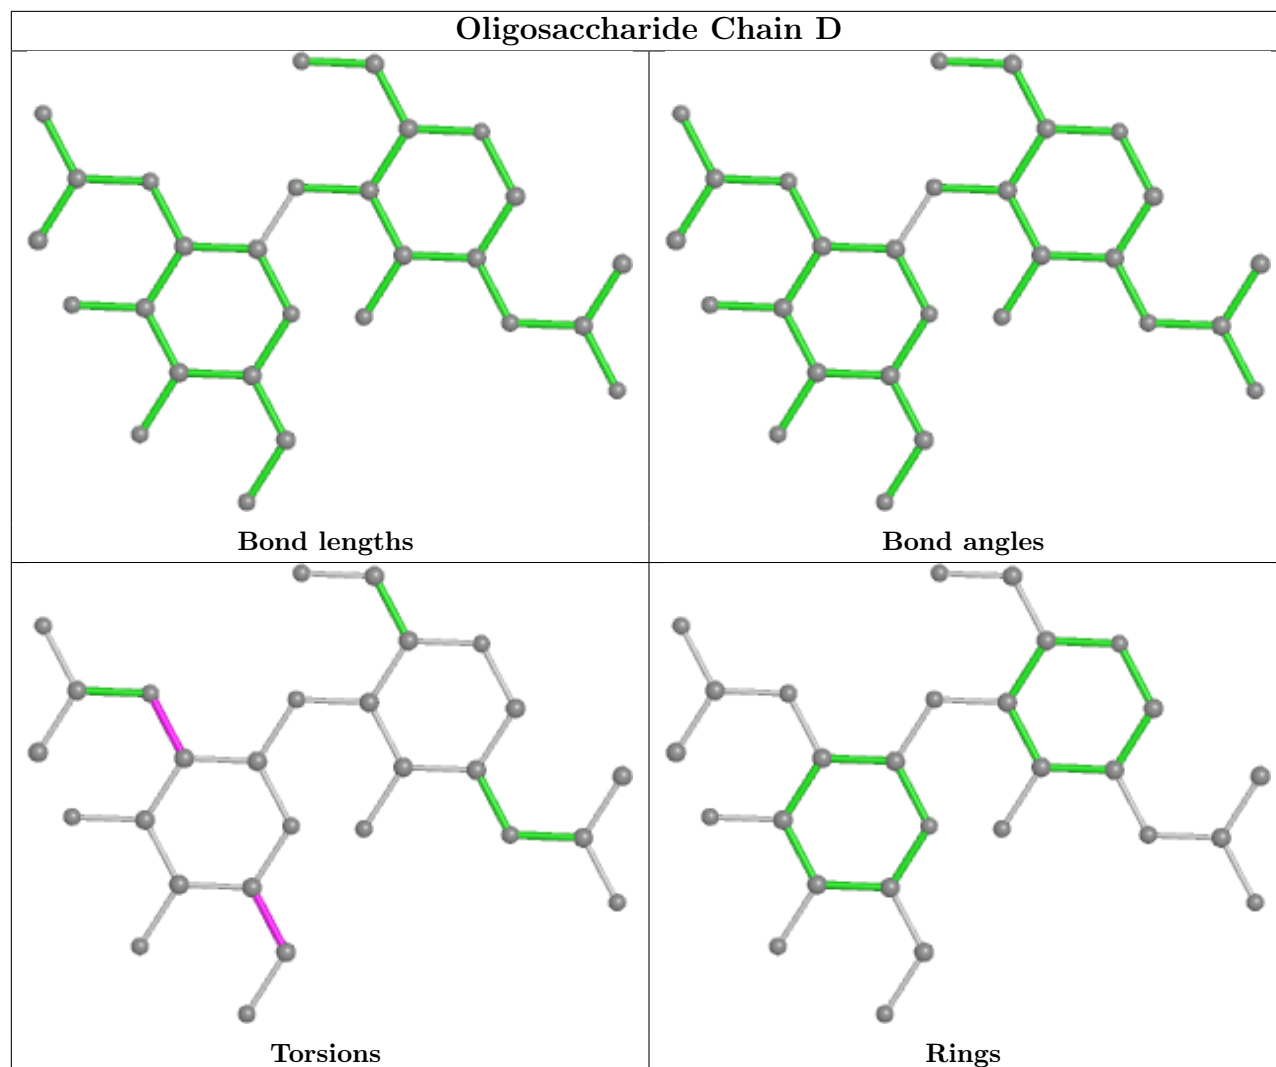 Oligosaccharide Chain D
Bond lengths
Bond angles
Torsions
Rings